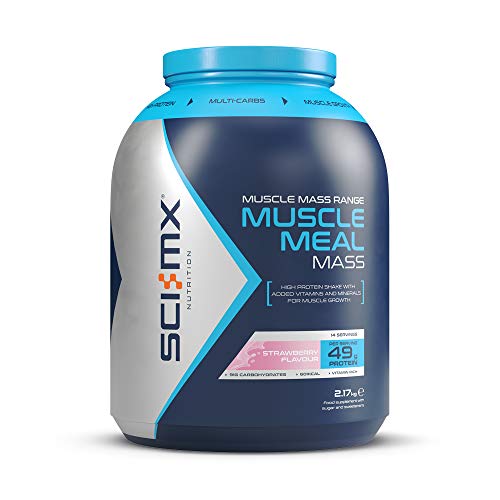 MULTI-CARBS
SCI-MX®
NUTRITION
MUSCLE MASS RANGE
MUSCLE
MEAL
MASS
HIGH PROTEIN SHAKE WITH
ADDED VITAMINS AND MINERALS
FOR MUSCLE GROWTH
14 SERVINGS
STRAWBERRY
FLAVOUR
PER SERVING
49g
PROTEIN
CARBOHYDRATES
• VITAMIN RICH
2.17kg e
Food supplement with
sugar and sweeteners